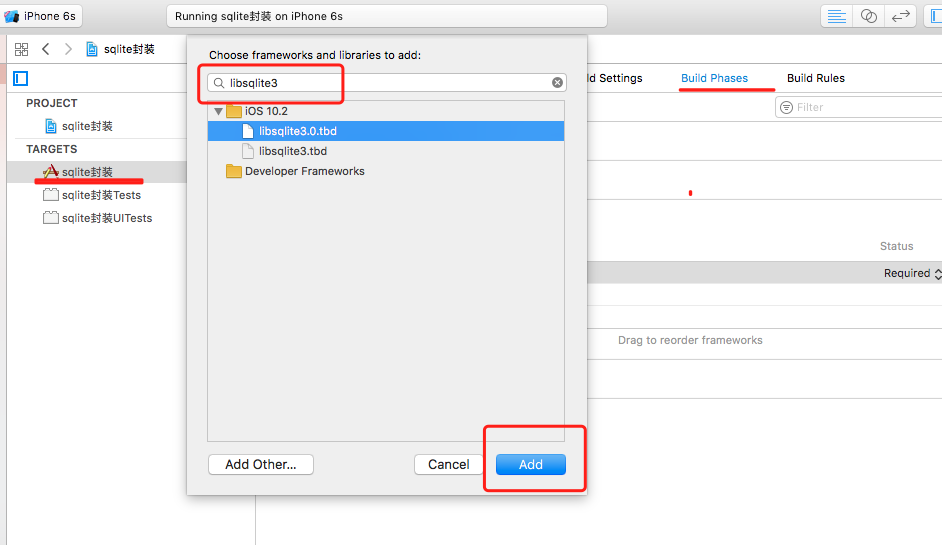 iPhone 6s
Running sqlite封装 on iPhone 6s
sqlite封装
Choose frameworks and libraries to add:
libsqlite3
ld Settings
Build Phases
Build Rules
PROJECT
Filter
iOS 10.2
sqlite封装
libsqlite3.0.tbd
TARGETS
libsqlite3.tbd
sqlite封装
Developer Frameworks
sqlite封装Tests
sqlite封装UITests
Status
Required
Drag to reorder frameworks
Add Other...
Cancel
Add